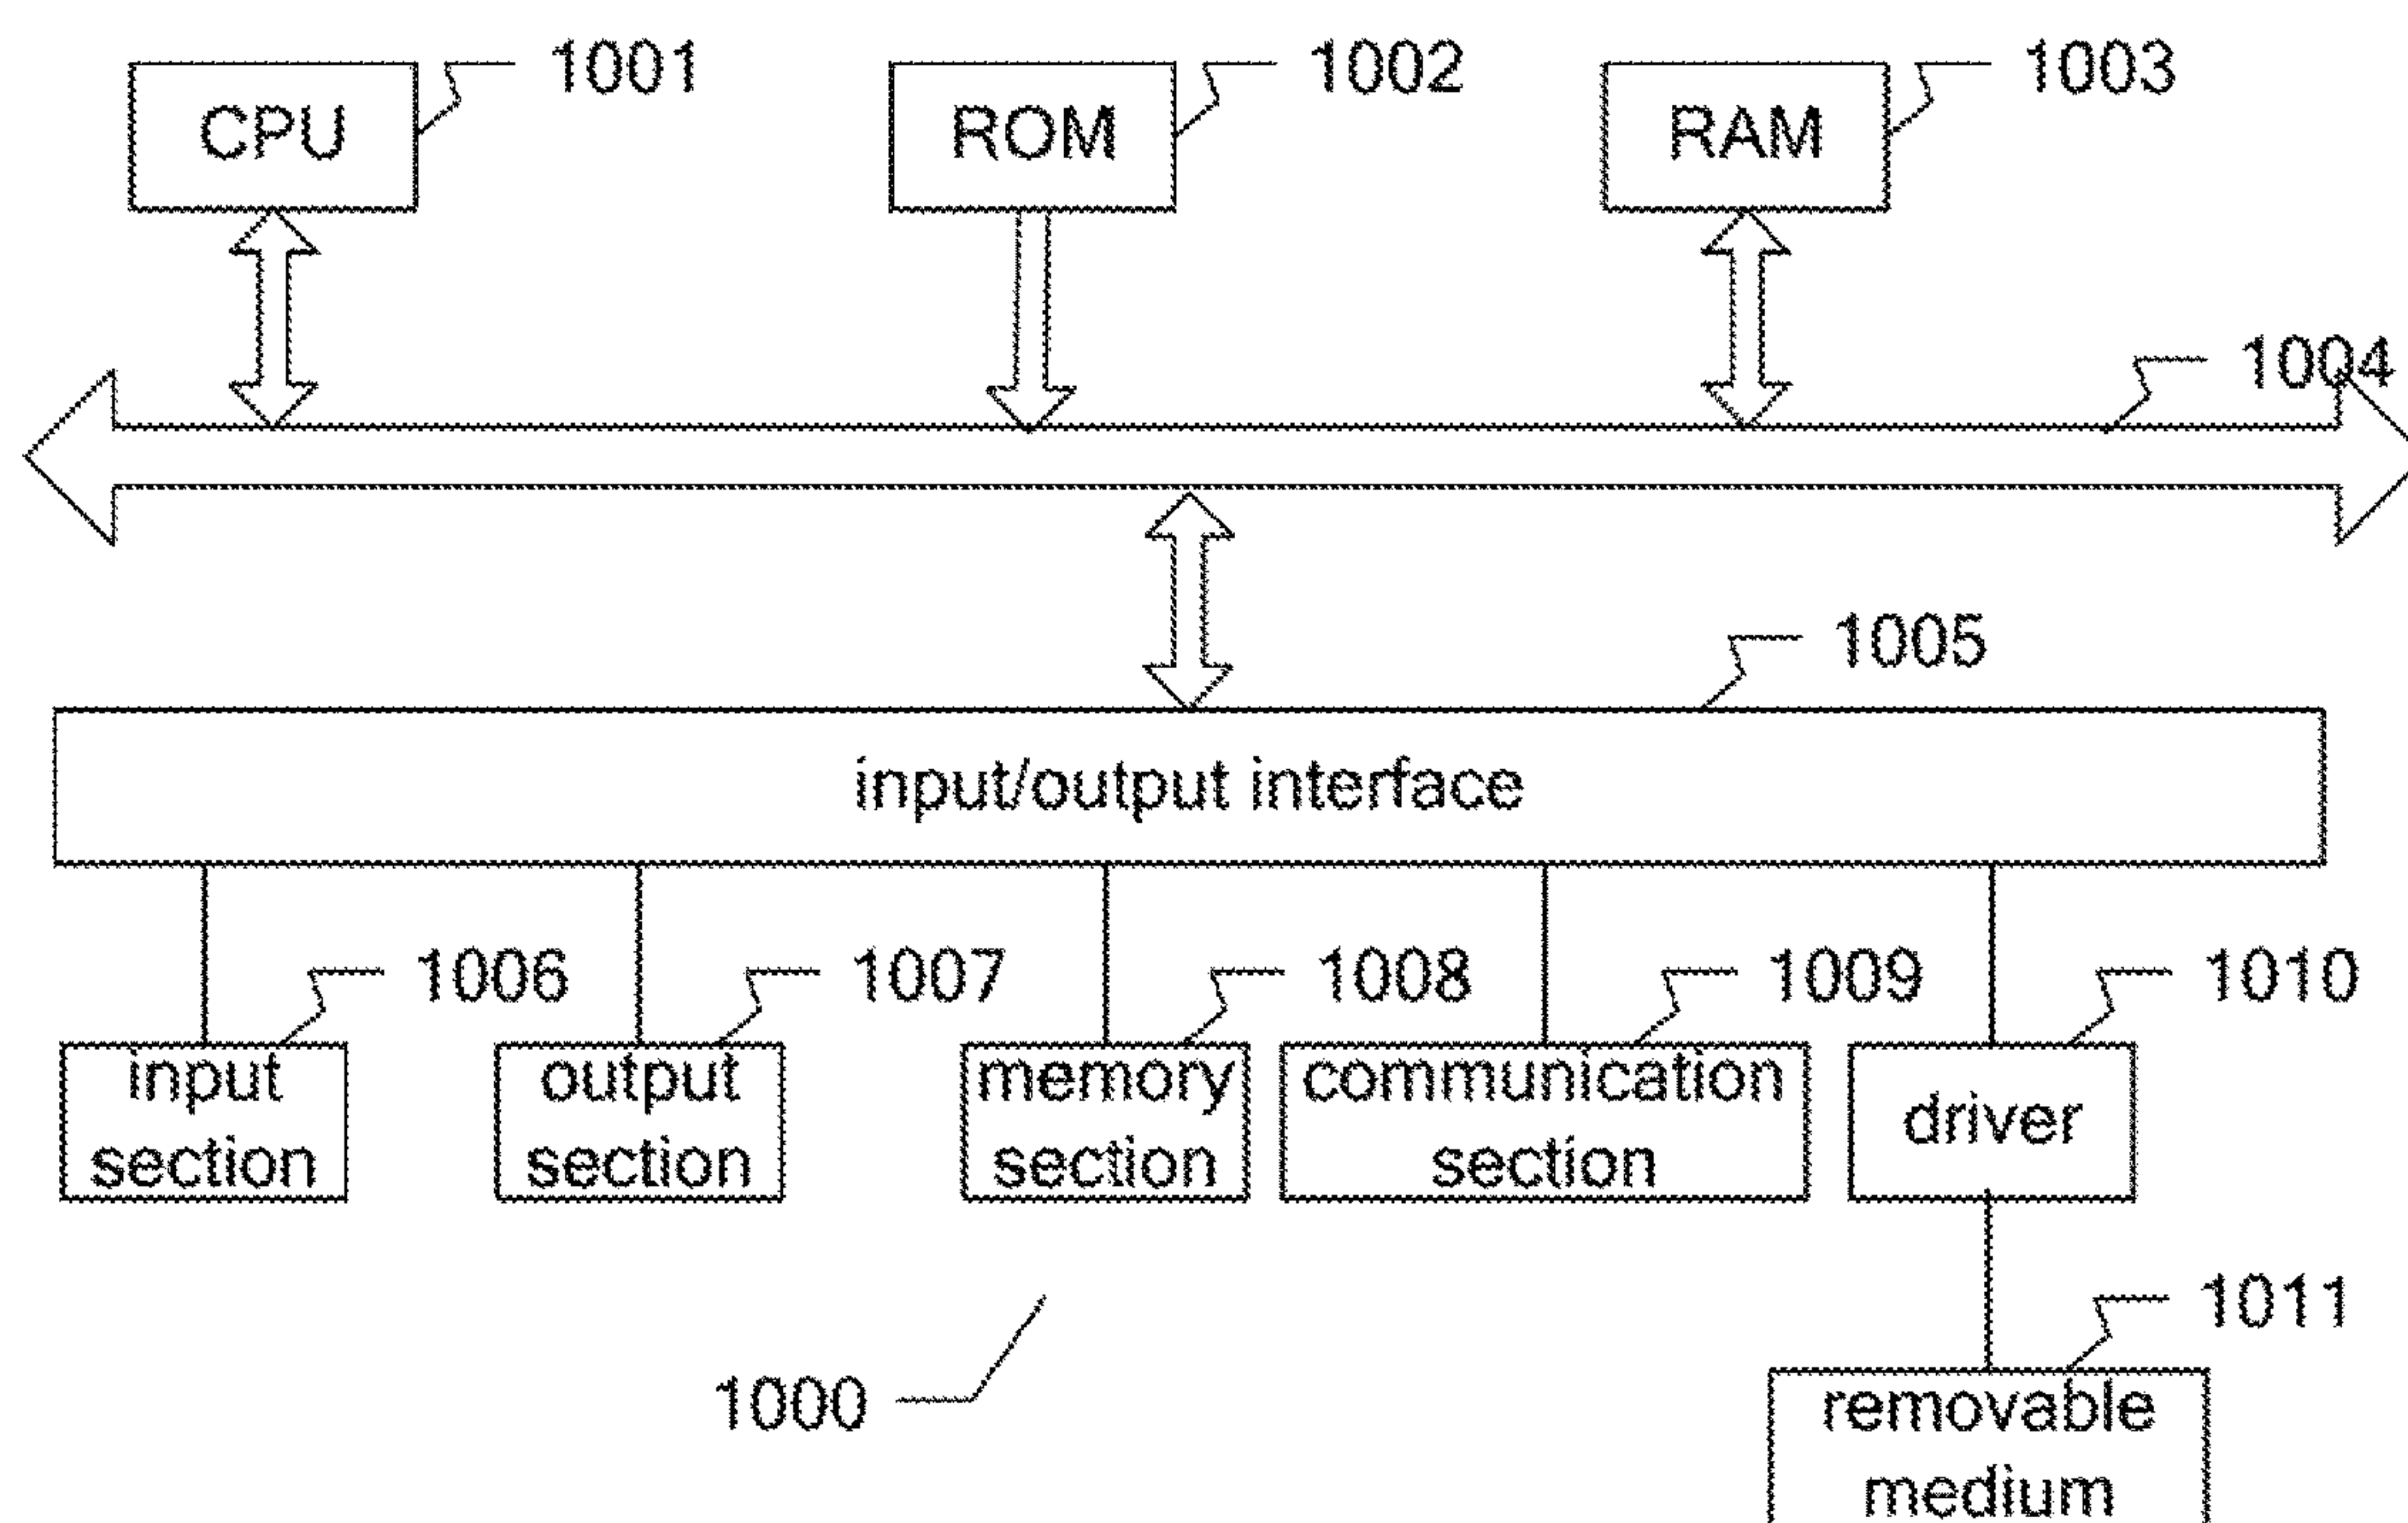 CPU
1001
ROM
1002
RAM
1003
1004
1005
input/output interface
1006
1007
1008
1009
1010
input
section
output
section
memory
section
communication
section
driver
1011
1000
removable
medium